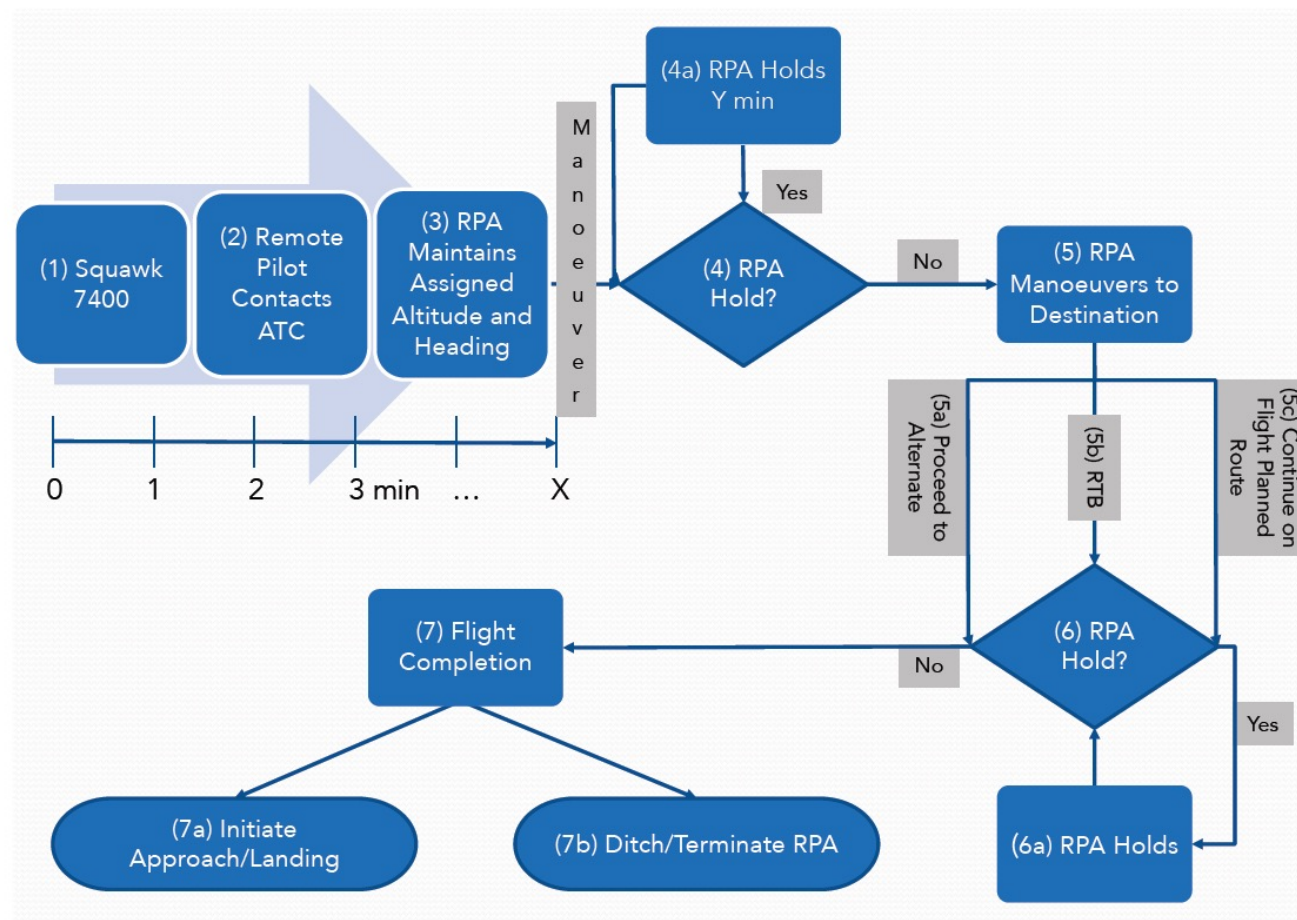 (1) Squawk
7400
(2) Remote
Pilot
Contacts
ATC
(3) RPA
Maintains
Assigned
Altitude and
Heading
0
1
2
3 min
...
X
Manoeuver
(4a) RPA Holds
Y min
Yes
(4) RPA
Hold?
No
(5) RPA
Manoeuvers to
Destination
(5a) Proceed to
Alternate
(5b) RTB
(5c) Continue on
Flight Planned
Route
(6) RPA
Hold?
No
Yes
(6a) RPA Holds
(7) Flight
Completion
(7a) Initiate
Approach/Landing
(7b) Ditch/Terminate RPA